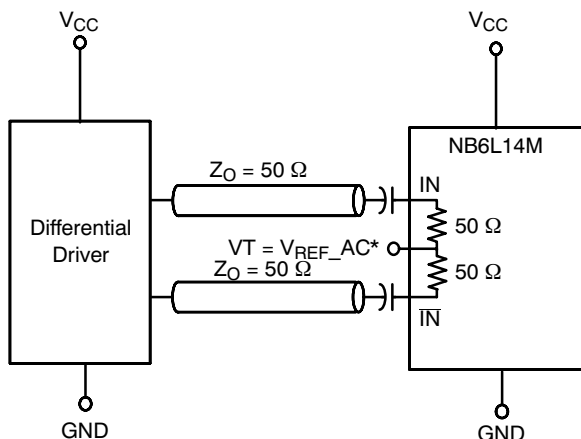 VCC
VCC
NB6L14M
ZO = 50 Ω
IN
50 Ω
Differential
Driver
VT = VREF_AC*
ZO = 50 Ω
50 Ω
IN
GND
GND